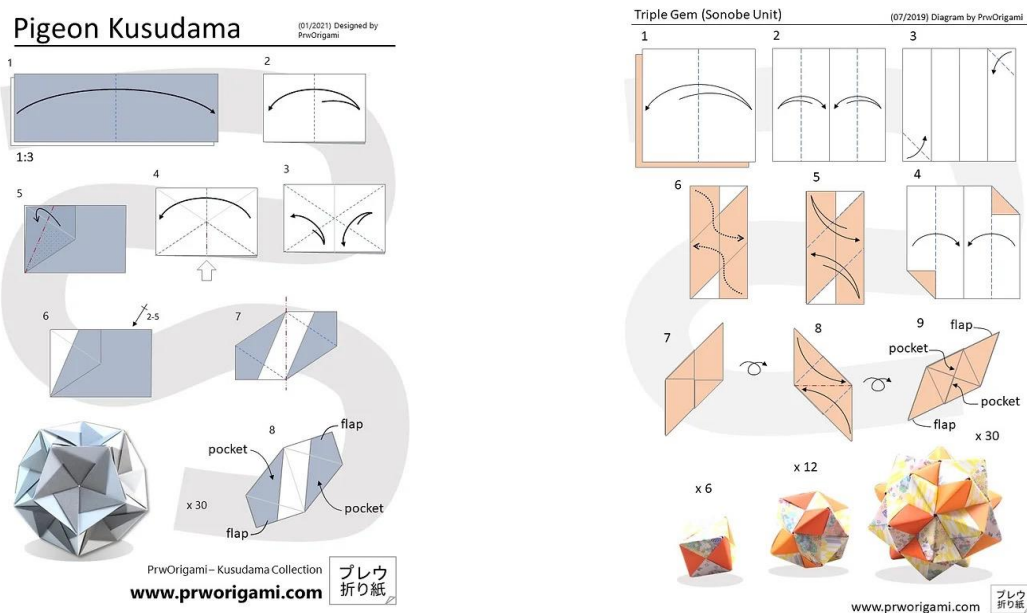 Pigeon Kusudama
(01/2021) Designed by
PrwOrigami
1
2
1:3
5
4
3
6
2-5
7
8
flap
pocket
x 30
pocket
flap
PrwOrigami – Kusudama Collection
www.prworigami.com
プレウ
折り紙
Triple Gem (Sonobe Unit)
(07/2019) Diagram by PrwOrigami
1
2
3
6
5
4
7
8
9
flap
pocket
pocket
flap
x 30
x 12
x 6
www.prworigami.com
プレウ
折り紙